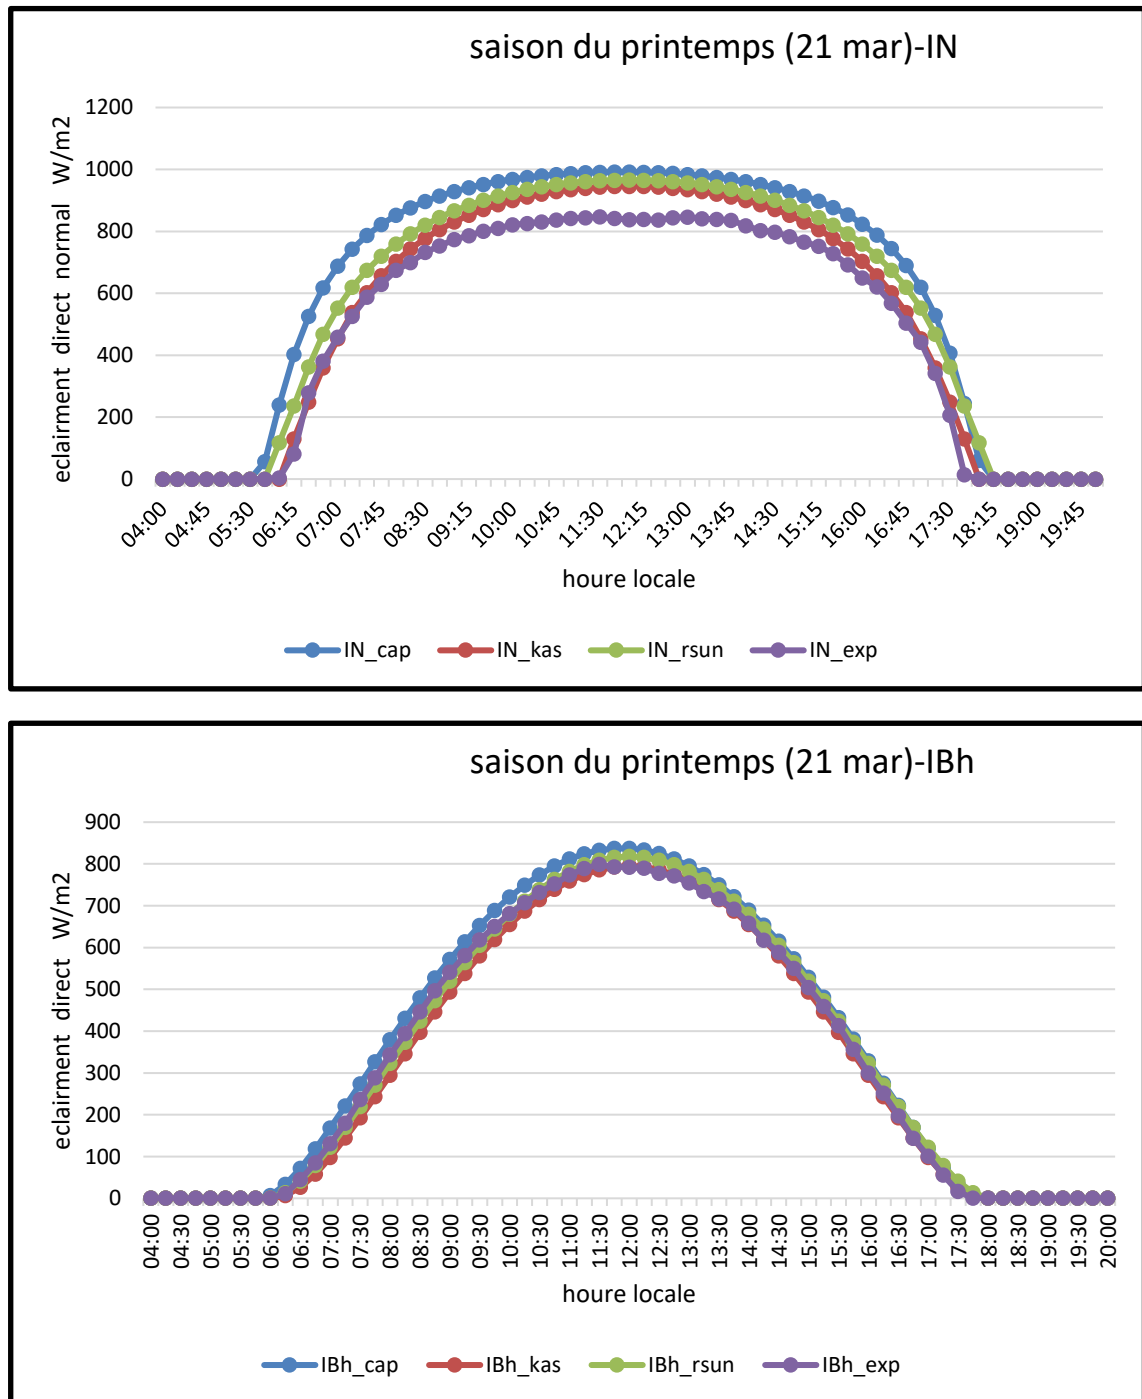 saison du printemps (21 mar)-IN
eclairment direct normal W/m2
1200
1000
800
600
400
200
0
04:00 04:45 05:30 06:15 07:00 07:45 08:30 09:15 10:00 10:45 11:30 12:15 13:00 13:45 14:30 15:15 16:00 16:45 17:30 18:15 19:00 19:45
houre locale
IN_cap IN_kas IN_rsun IN_exp
saison du printemps (21 mar)-IBh
eclairment direct W/m2
900
800
700
600
500
400
300
200
100
0
04:00 04:30 05:00 05:30 06:00 06:30 07:00 07:30 08:00 08:30 09:00 09:30 10:00 10:30 11:00 11:30 12:00 12:30 13:00 13:30 14:00 14:30 15:00 15:30 16:00 16:30 17:00 17:30 18:00 18:30 19:00 19:30 20:00
houre locale
IBh_cap IBh_kas IBh_rsun IBh_exp